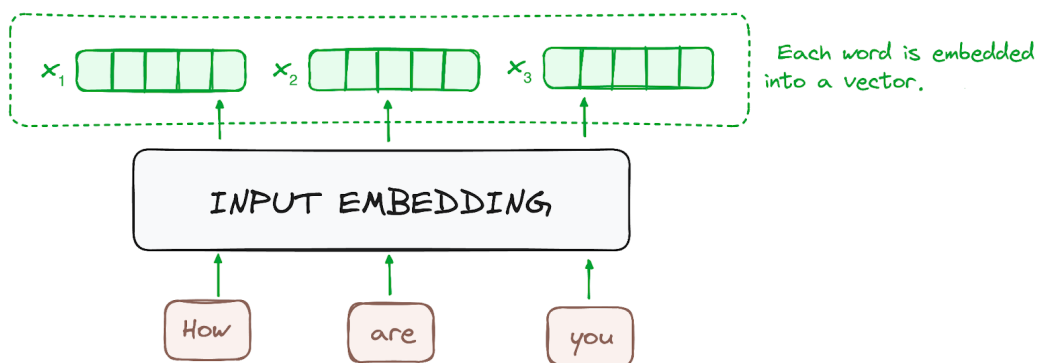 x₁
x₂
x₃
Each word is embedded
into a vector.
INPUT EMBEDDING
How
are
you